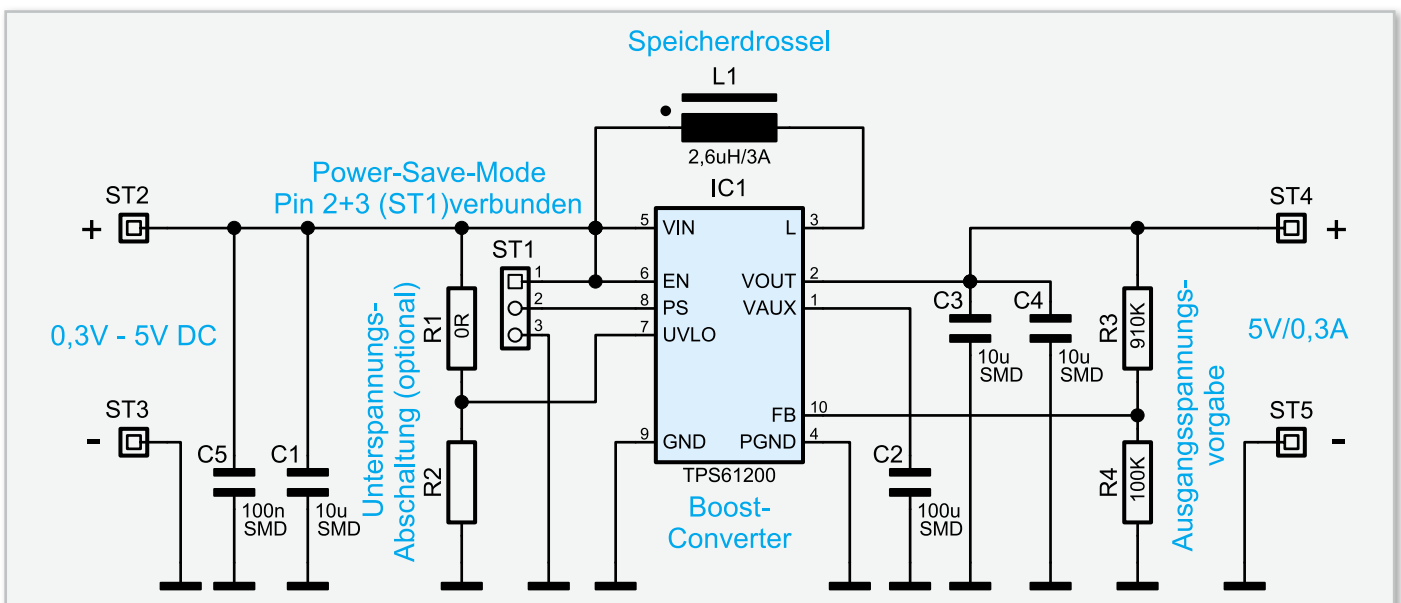 Speicherdrossel
L1
2,6uH/3A
Power-Save-Mode
Pin 2+3 (ST1)verbunden
IC1
ST2
+
ST4
+
5
VIN
L
3
ST1
1
6
EN
VOUT
2
2
8
PS
VAUX
1
3
7
UVLO
C3
10u
SMD
C4
10u
SMD
R1
0R
R3
910K
0,3V - 5V DC
5V/0,3A
Unterspannungs-
Abschaltung (optional)
Ausgangsspannungs-
vorgabe
FB
10
ST3
-
ST5
-
9
GND
PGND
4
C5
100n
SMD
C1
10u
SMD
R2
TPS61200
C2
100u
SMD
R4
100K
Boost-
Converter